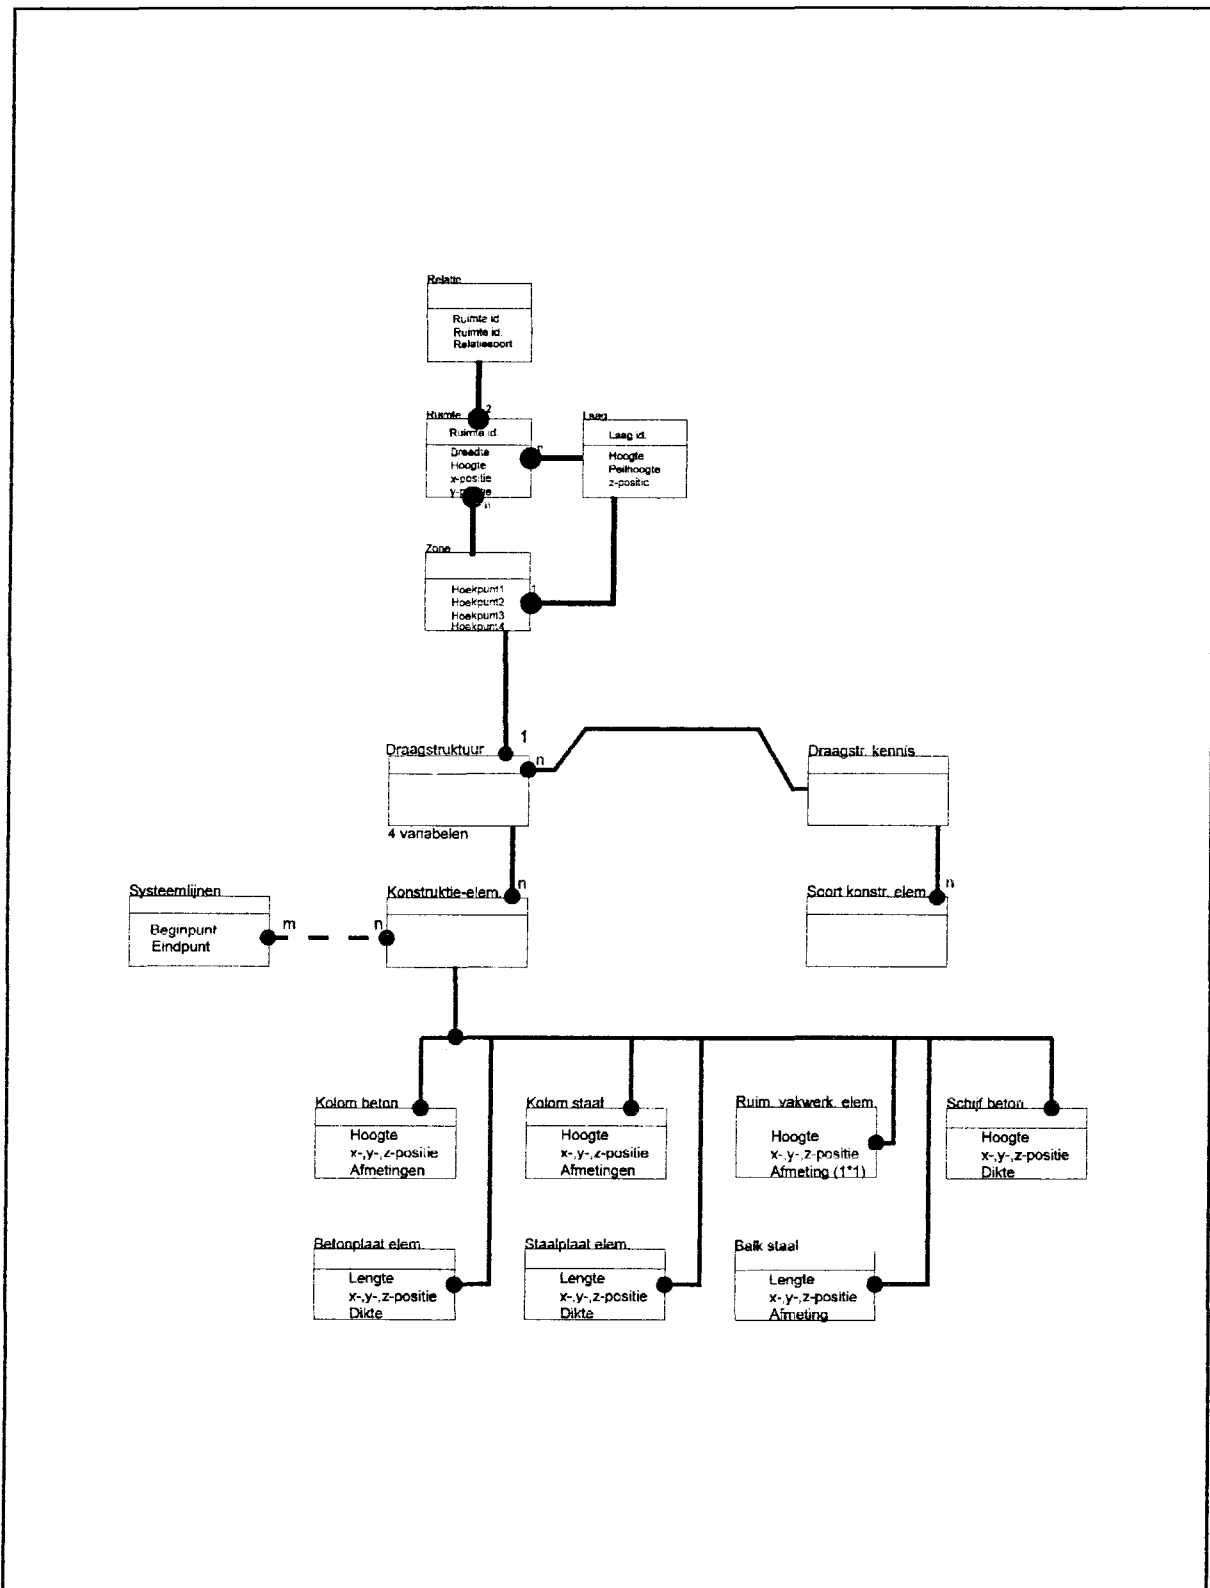 Relatie
Ruimte id
Ruimte id.
Relatiesoort
2
Ruimte
Ruimte id.
Breedte
Hoogte
x-positie
y-positie
n
n
Laag
Laag id.
Hoogte
Peilhoogte
z-positie
Zone
Hoekpunt1
Hoekpunt2
Hoekpunt3
Hoekpunt4
1
1
Draagstruktuur
n
4 variabelen
Draagstr. kennis
Systeemlijnen
Beginpunt
Eindpunt
m
n
Konstruktie-elem.
n
Soort konstr. elem
n
Kolom beton
Hoogte
x-,y-,z-positie
Afmetingen
Kolom staal
Hoogte
x-,y-,z-positie
Afmetingen
Ruim. vakwerk. elem.
Hoogte
x-,y-,z-positie
Afmeting (1*1)
Schijf beton
Hoogte
x-,y-,z-positie
Dikte
Betonplaat elem.
Lengte
x-,y-,z-positie
Dikte
Staalplaat elem.
Lengte
x-,y-,z-positie
Dikte
Balk staal
Lengte
x-,y-,z-positie
Afmeting